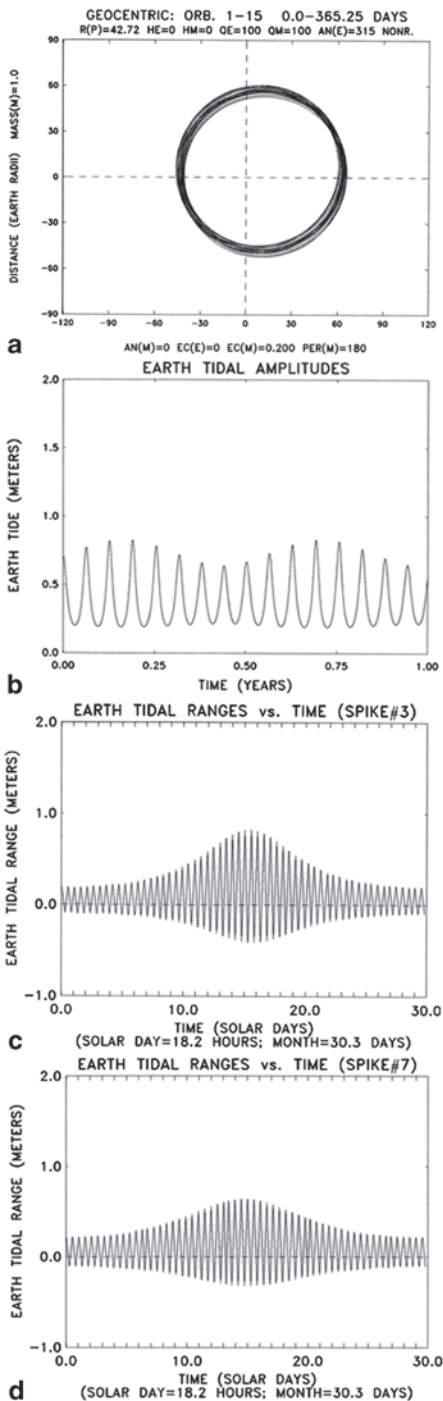 GEOCENTRIC: ORB. 1-15 0.0-365.25 DAYS
R(P)=42.72 HE=0 HM=0 QE=100 QM=100 AN(E)=315 NONR.
DISTANCE (EARTH RADII) MASS(M)=1.0
90
60
30
0
-30
-60
-90
-120 -90 -60 -30 0 30 60 90 120
a
AN(M)=0 EC(E)=0 EC(M)=0.200 PER(M)=180
EARTH TIDAL AMPLITUDES
EARTH TIDE (METERS)
2.0
1.5
1.0
0.5
0.0
0.00 0.25 0.50 0.75 1.00
TIME (YEARS)
b
EARTH TIDAL RANGES vs. TIME (SPIKE#3)
EARTH TIDAL RANGE (METERS)
2.0
1.0
0.0
-1.0
0.0 10.0 20.0 30.0
TIME (SOLAR DAYS)
(SOLAR DAY=18.2 HOURS; MONTH=30.3 DAYS)
c
EARTH TIDAL RANGES vs. TIME (SPIKE#7)
EARTH TIDAL RANGE (METERS)
2.0
1.0
0.0
-1.0
0.0 10.0 20.0 30.0
TIME (SOLAR DAYS)
(SOLAR DAY=18.2 HOURS; MONTH=30.3 DAYS)
d